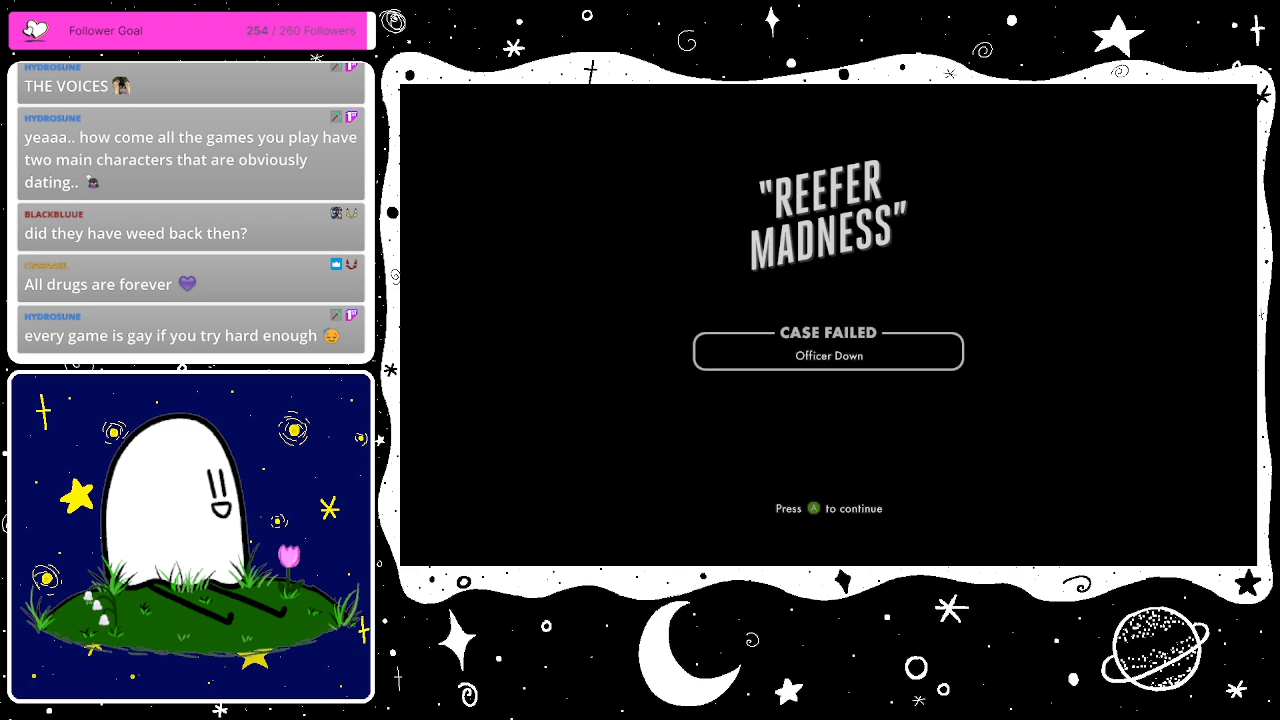 Follower Goal
254 / 260 Followers
HYDROSUNE
THE VOICES
HYDROSUNE
yeaaa.. how come all the games you play have
two main characters that are obviously
dating..
BLACKBLUUE
did they have weed back then?
All drugs are forever 💜
HYDROSUNE
every game is gay if you try hard enough 😔
"REEFER
MADNESS"
CASE FAILED
Officer Down
Press A to continue